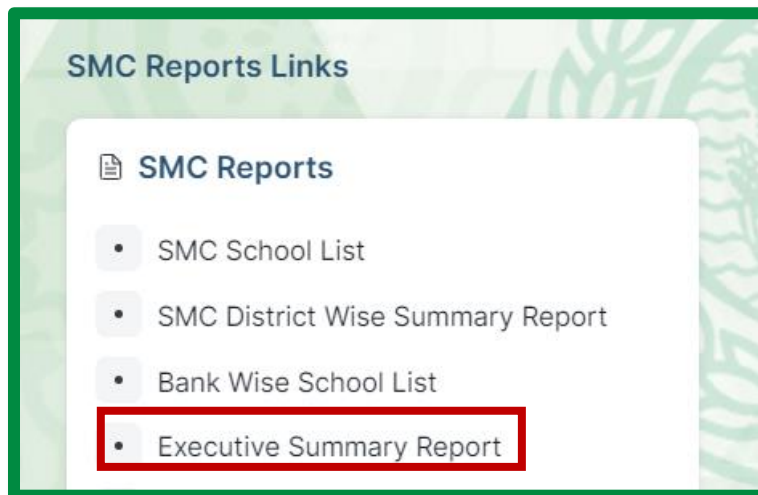 SMC Reports Links
SMC Reports
• SMC School List
• SMC District Wise Summary Report
• Bank Wise School List
• Executive Summary Report